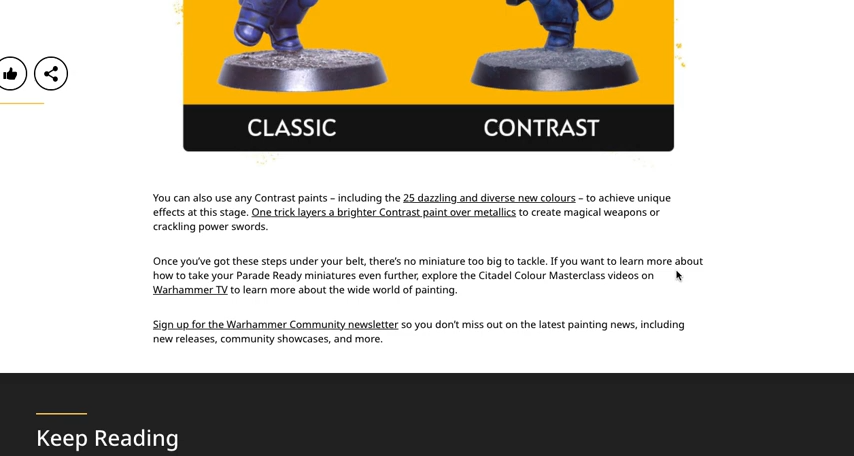 CLASSIC
CONTRAST
You can also use any Contrast paints – including the 25 dazzling and diverse new colours – to achieve unique
effects at this stage. One trick layers a brighter Contrast paint over metallics to create magical weapons or
crackling power swords.
Once you’ve got these steps under your belt, there’s no miniature too big to tackle. If you want to learn more about
how to take your Parade Ready miniatures even further, explore the Citadel Colour Masterclass videos on
Warhammer TV to learn more about the wide world of painting.
Sign up for the Warhammer Community newsletter so you don’t miss out on the latest painting news, including
new releases, community showcases, and more.
Keep Reading